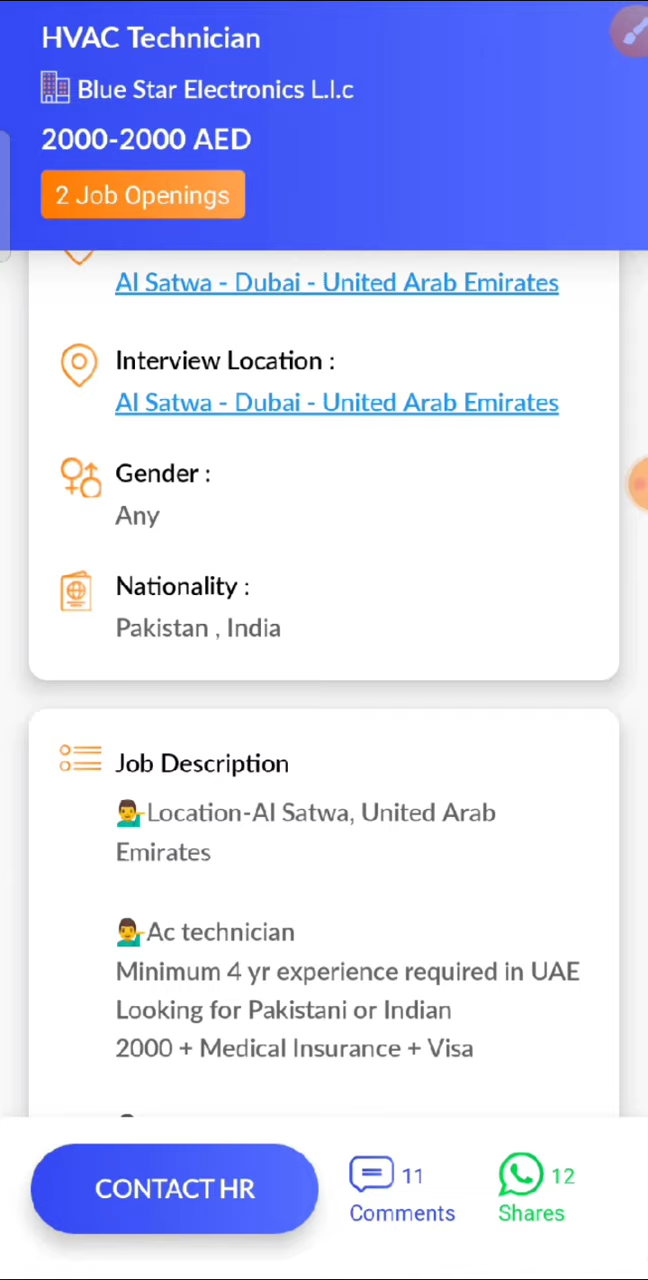 HVAC Technician
Blue Star Electronics L.l.c
2000-2000 AED
2 Job Openings
Al Satwa - Dubai - United Arab Emirates
Interview Location :
Al Satwa - Dubai - United Arab Emirates
Gender :
Any
Nationality :
Pakistan , India
Job Description
Location-Al Satwa, United Arab
Emirates
Ac technician
Minimum 4 yr experience required in UAE
Looking for Pakistani or Indian
2000 + Medical Insurance + Visa
CONTACT HR
11
Comments
12
Shares